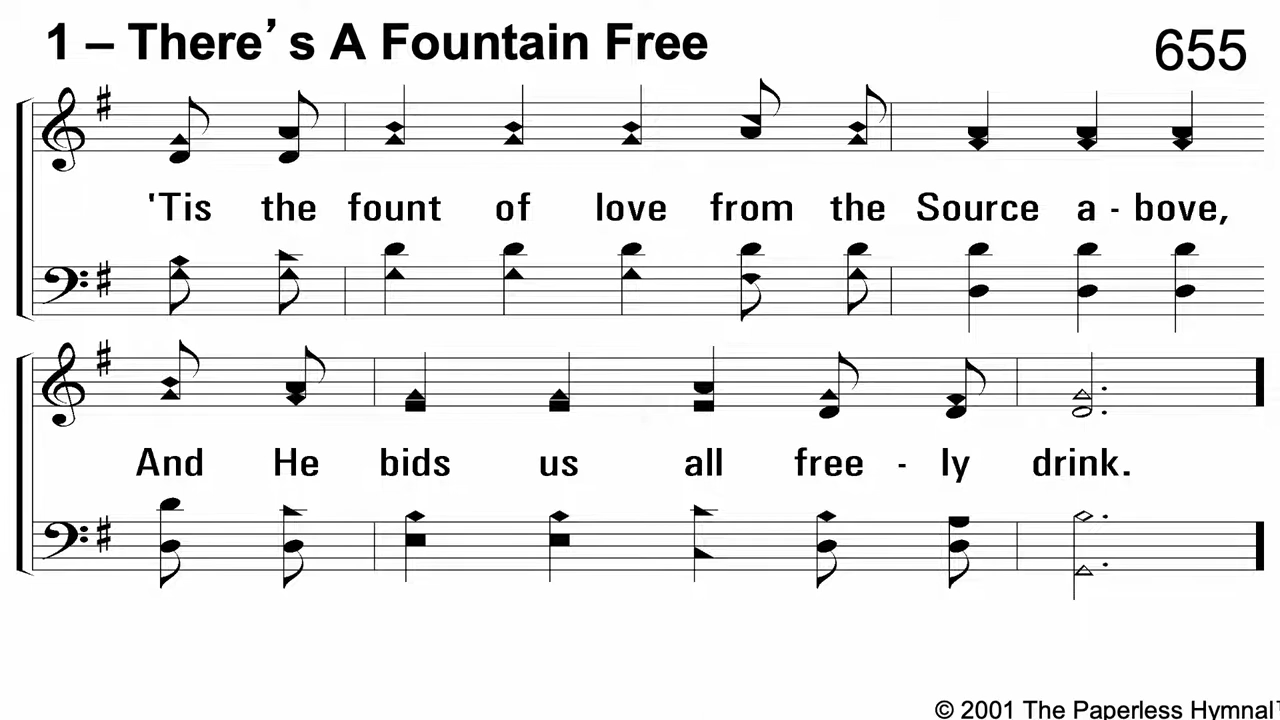 1 – There's A Fountain Free
655
'Tis the fount of love from the Source a - bove,
And He bids us all free - ly drink.
© 2001 The Paperless Hymnal™